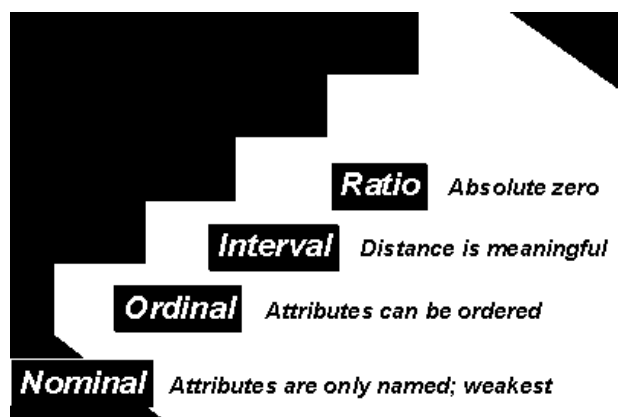 Ratio Absolute zero
Interval Distance is meaningful
Ordinal Attributes can be ordered
Nominal Attributes are only named; weakest